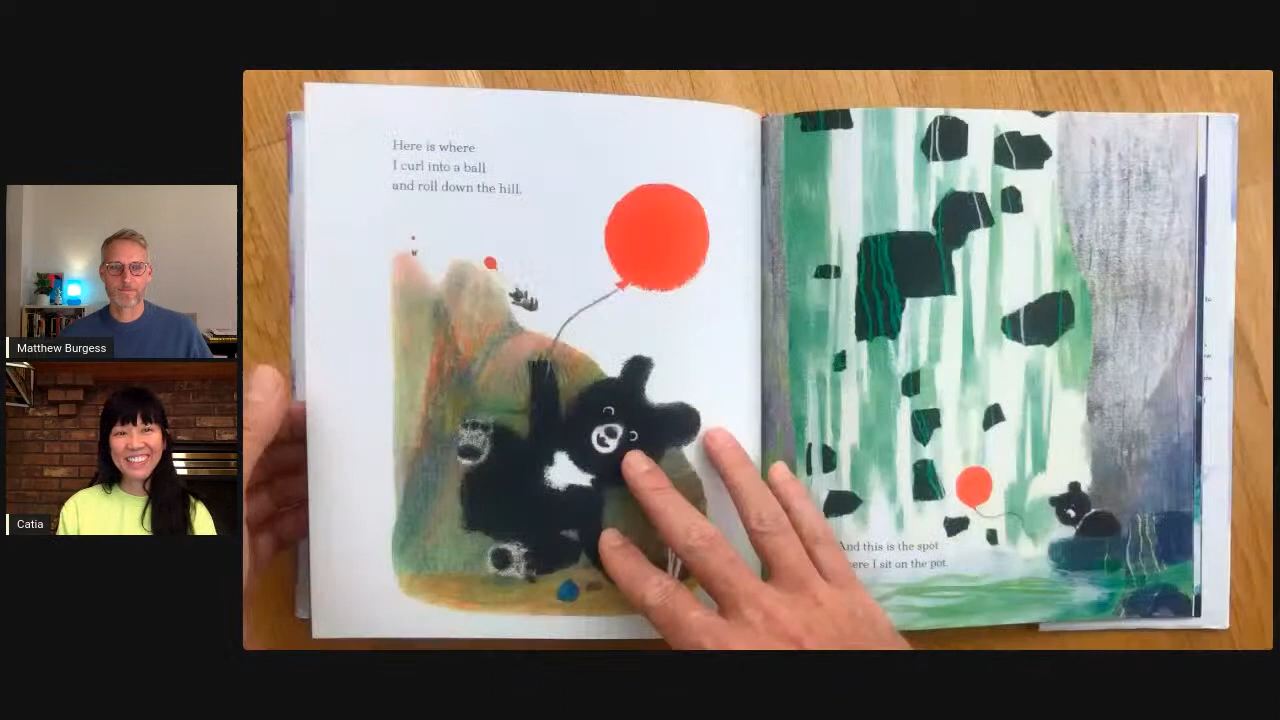 Matthew Burgess
Catia
Here is where
I curl into a ball
and roll down the hill.
And this is the spot
I sit on the pot.